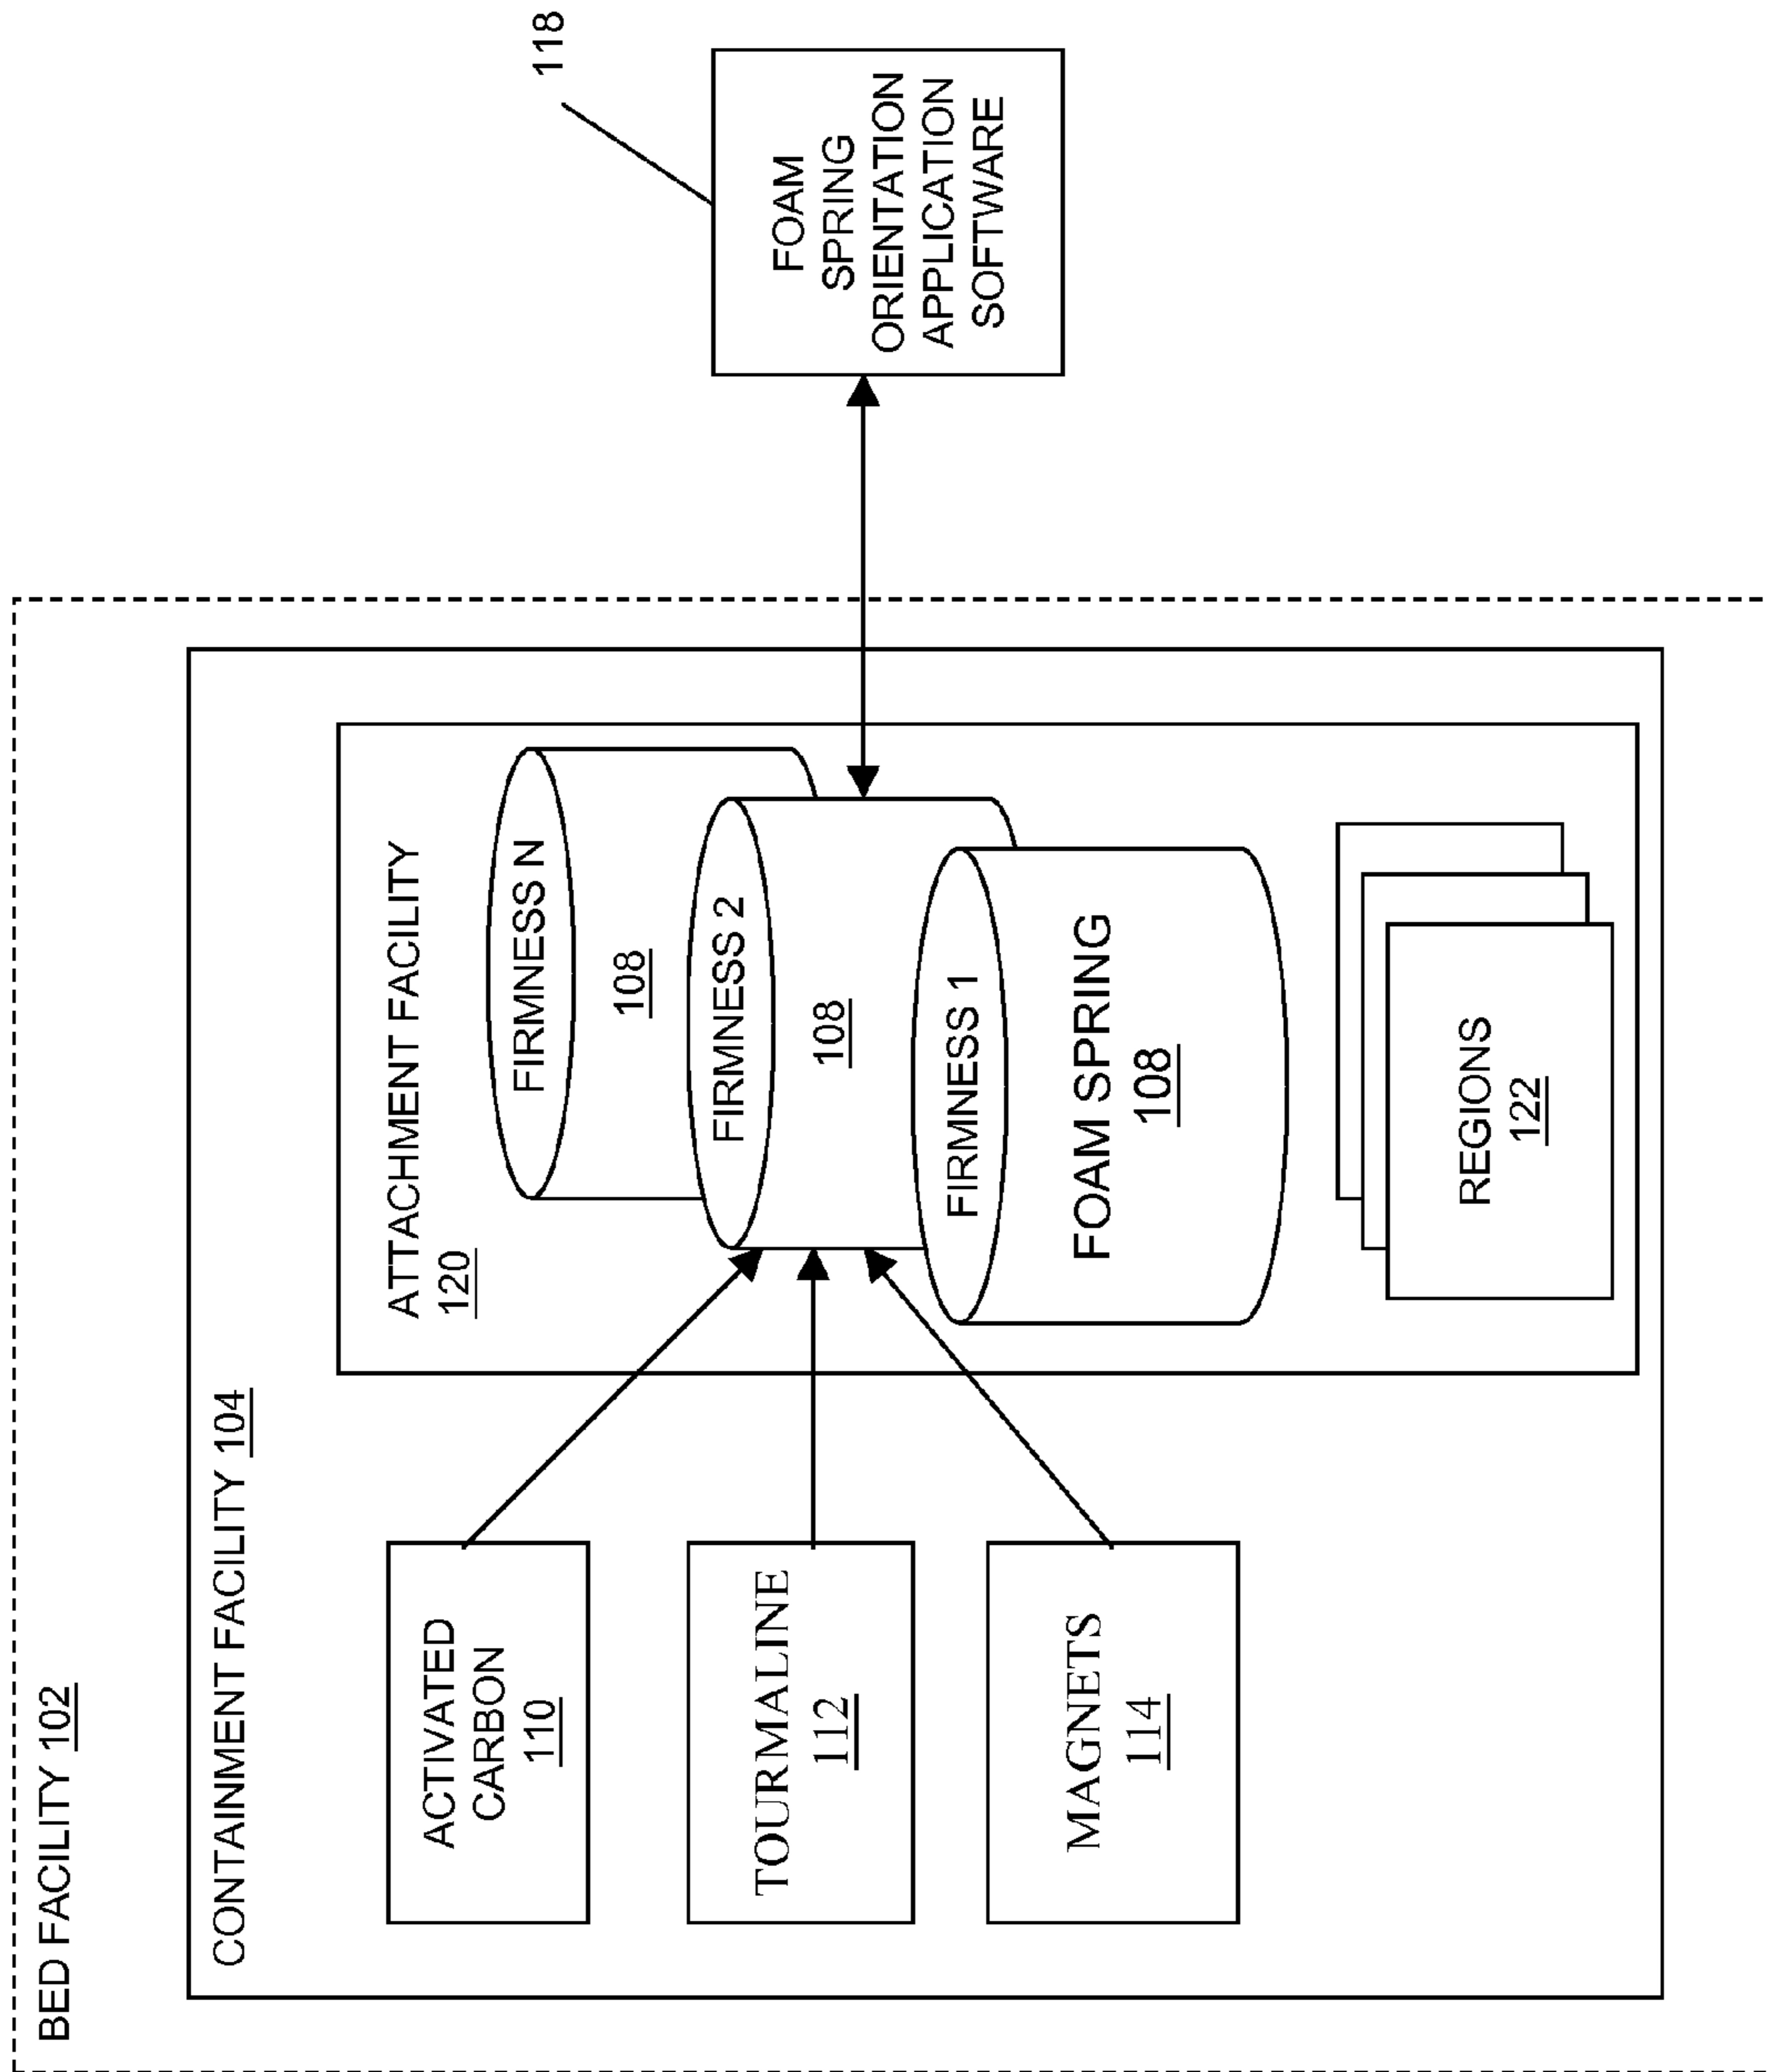 BED FACILITY 102
CONTAINMENT FACILITY 104
ACTIVATED
CARBON
110
TOURMALINE
112
MAGNETS
114
ATTACHMENT FACILITY
120
FIRMNESS N
108
FIRMNESS 2
108
FIRMNESS 1
FOAM SPRING
108
REGIONS
122
118
FOAM
SPRING
ORIENTATION
APPLICATION
SOFTWARE